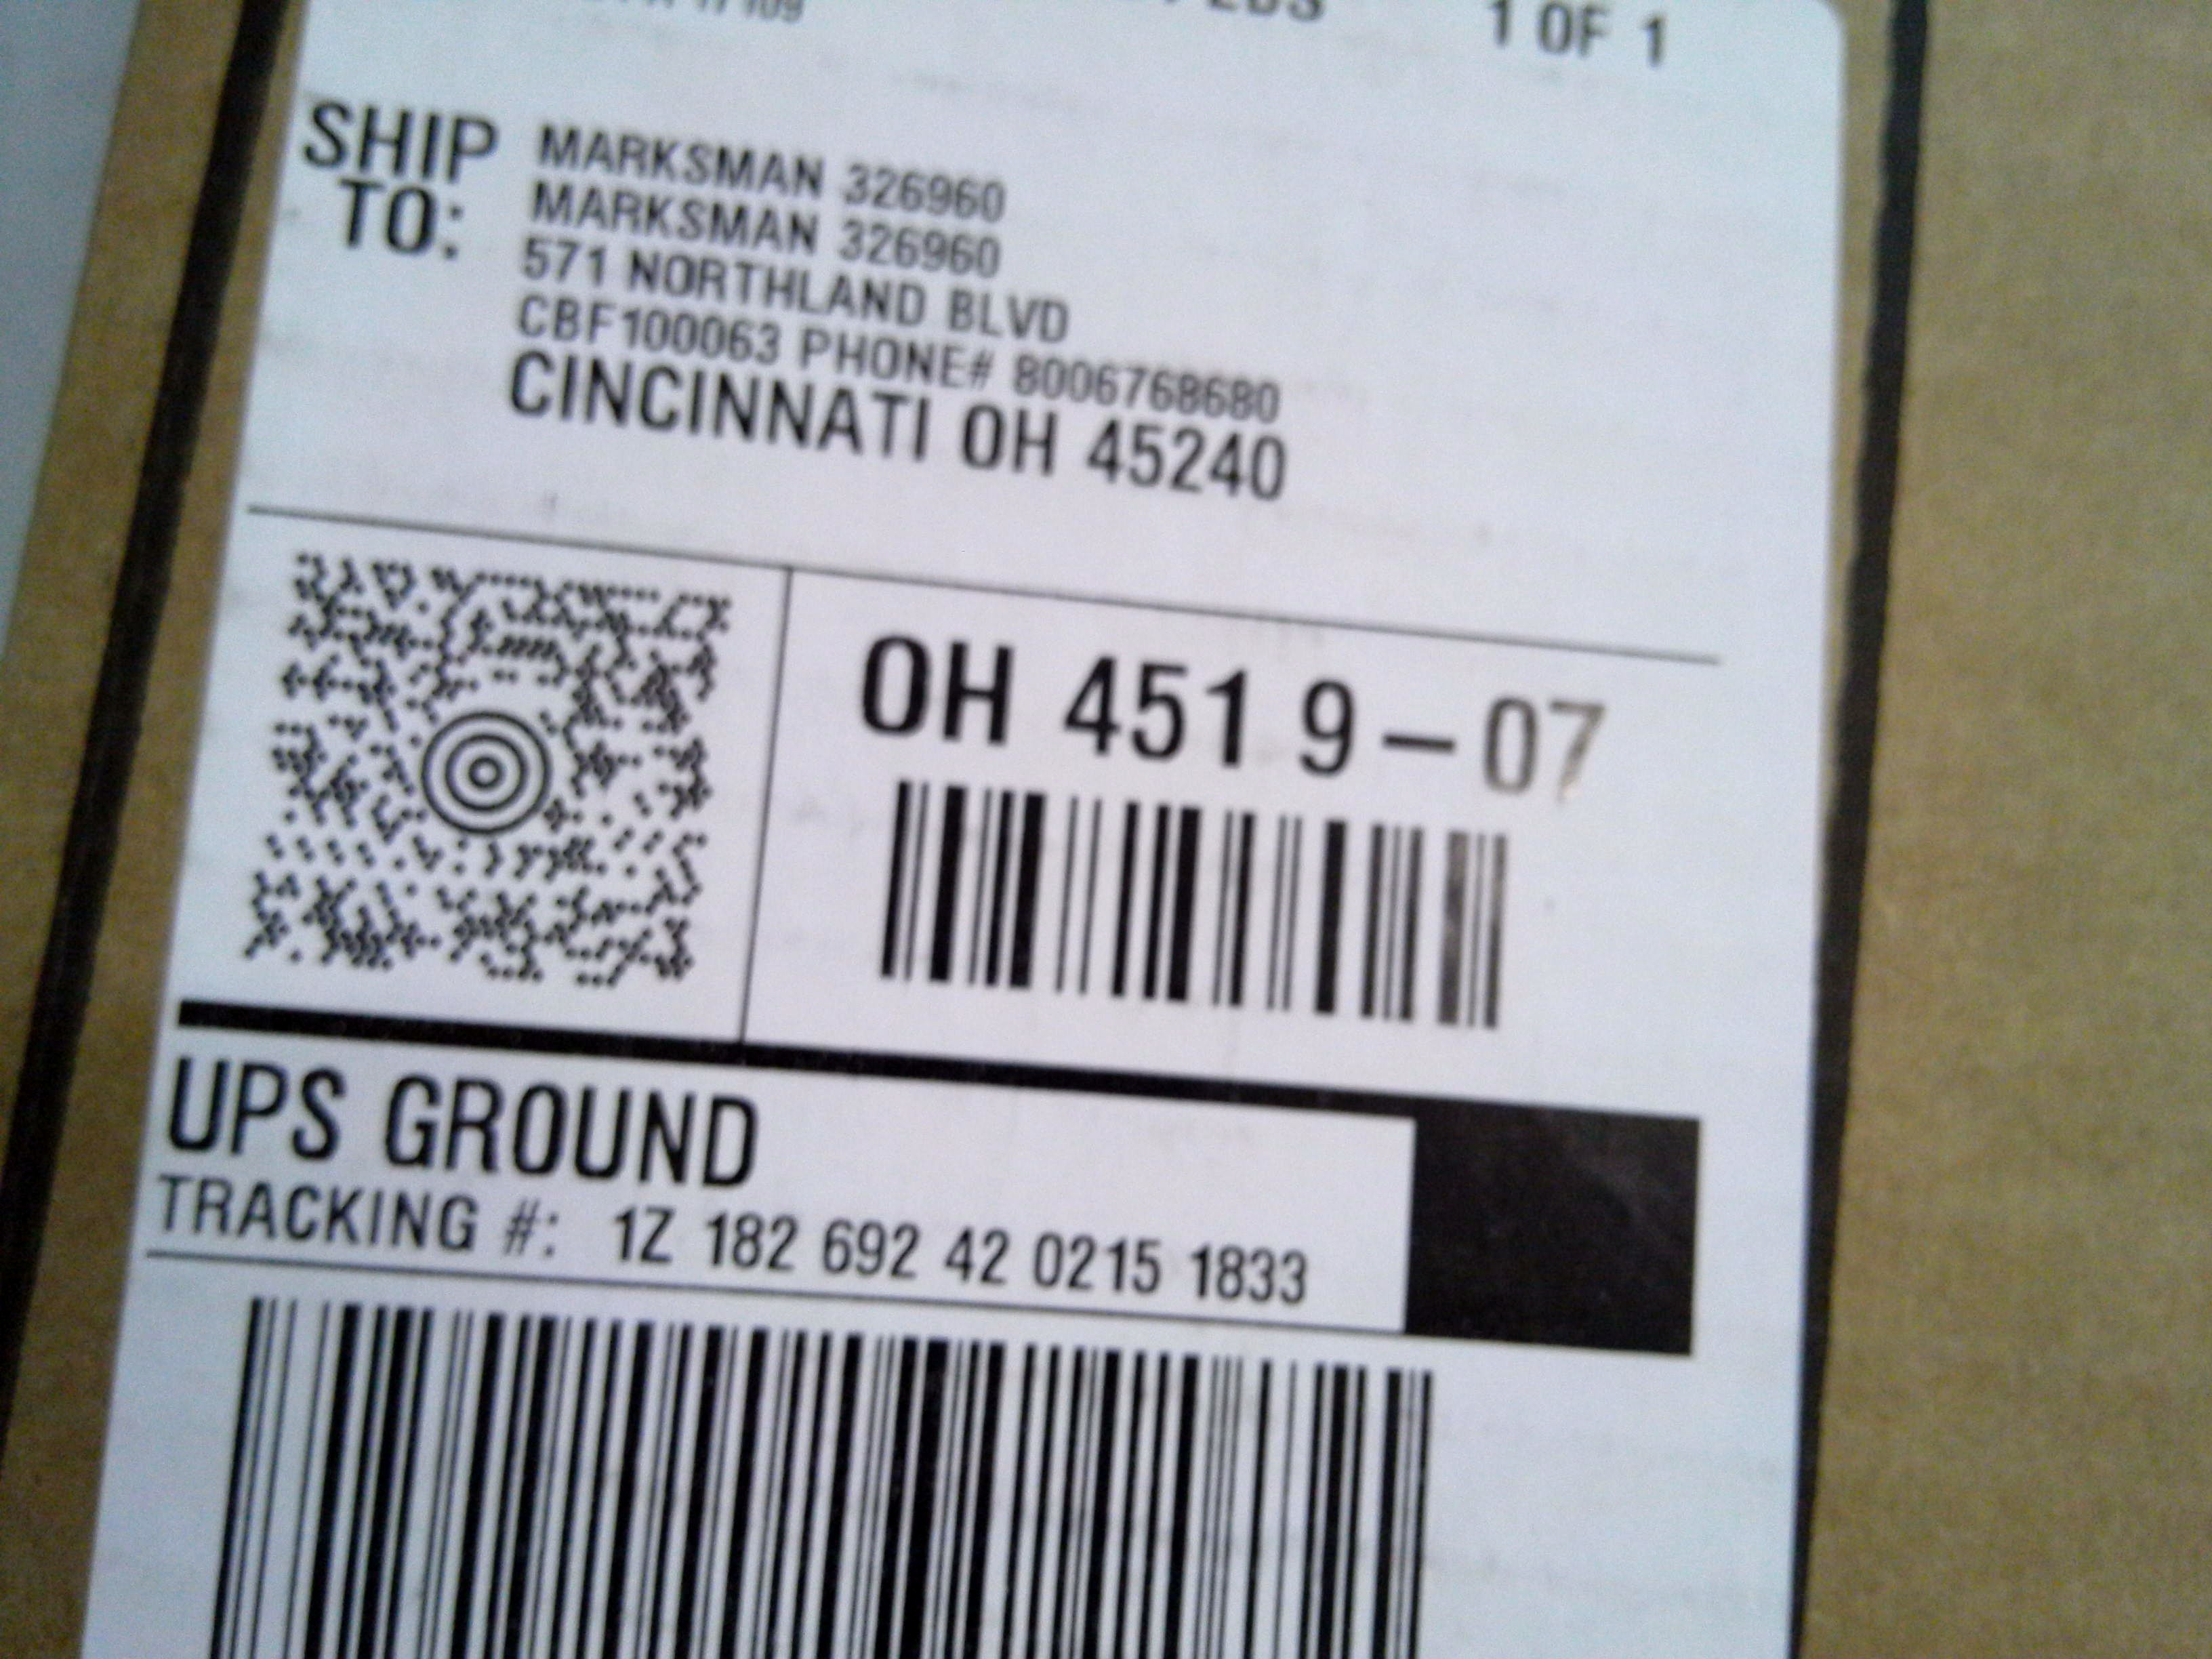 1 OF 1
SHIP TO:
MARKSMAN 326960
MARKSMAN 326960
571 NORTHLAND BLVD
CBF100063 PHONE# 8006768680
CINCINNATI OH 45240
OH 451 9-07
UPS GROUND
TRACKING #: 1Z 182 692 42 0215 1833